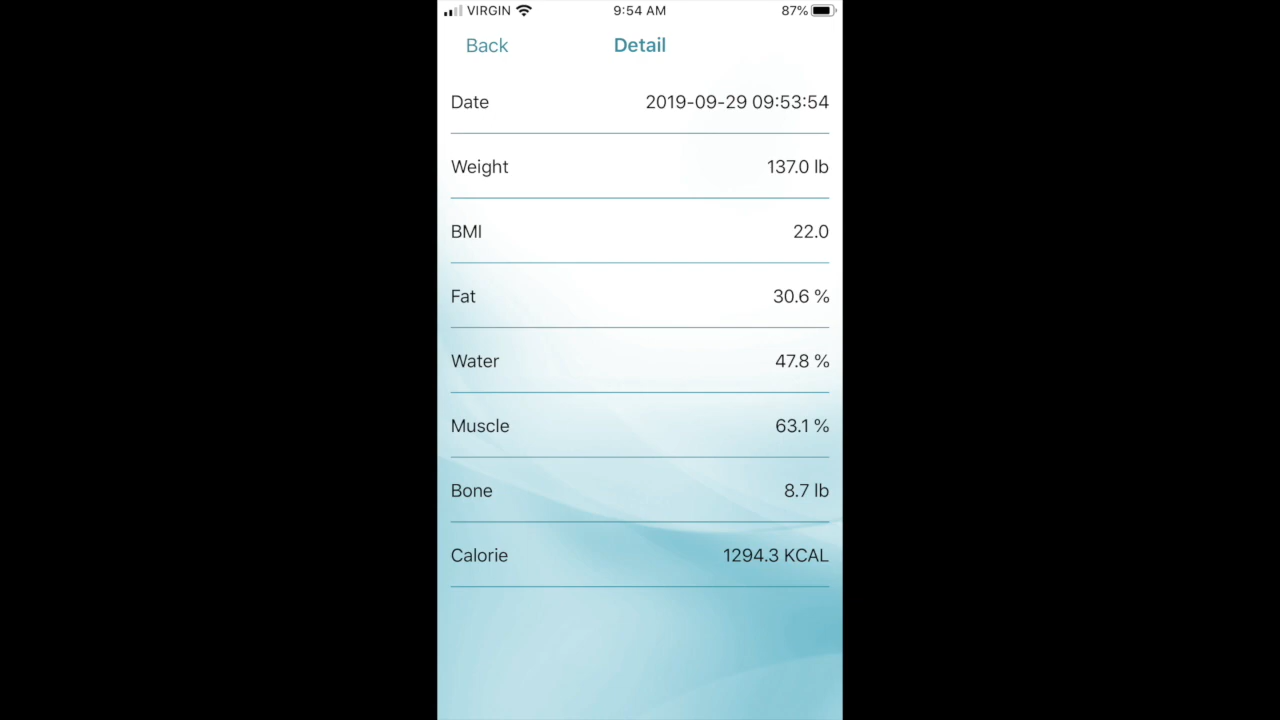 VIRGIN 9:54 AM 87%
Back Detail
Date 2019-09-29 09:53:54
Weight 137.0 lb
BMI 22.0
Fat 30.6 %
Water 47.8 %
Muscle 63.1 %
Bone 8.7 lb
Calorie 1294.3 KCAL